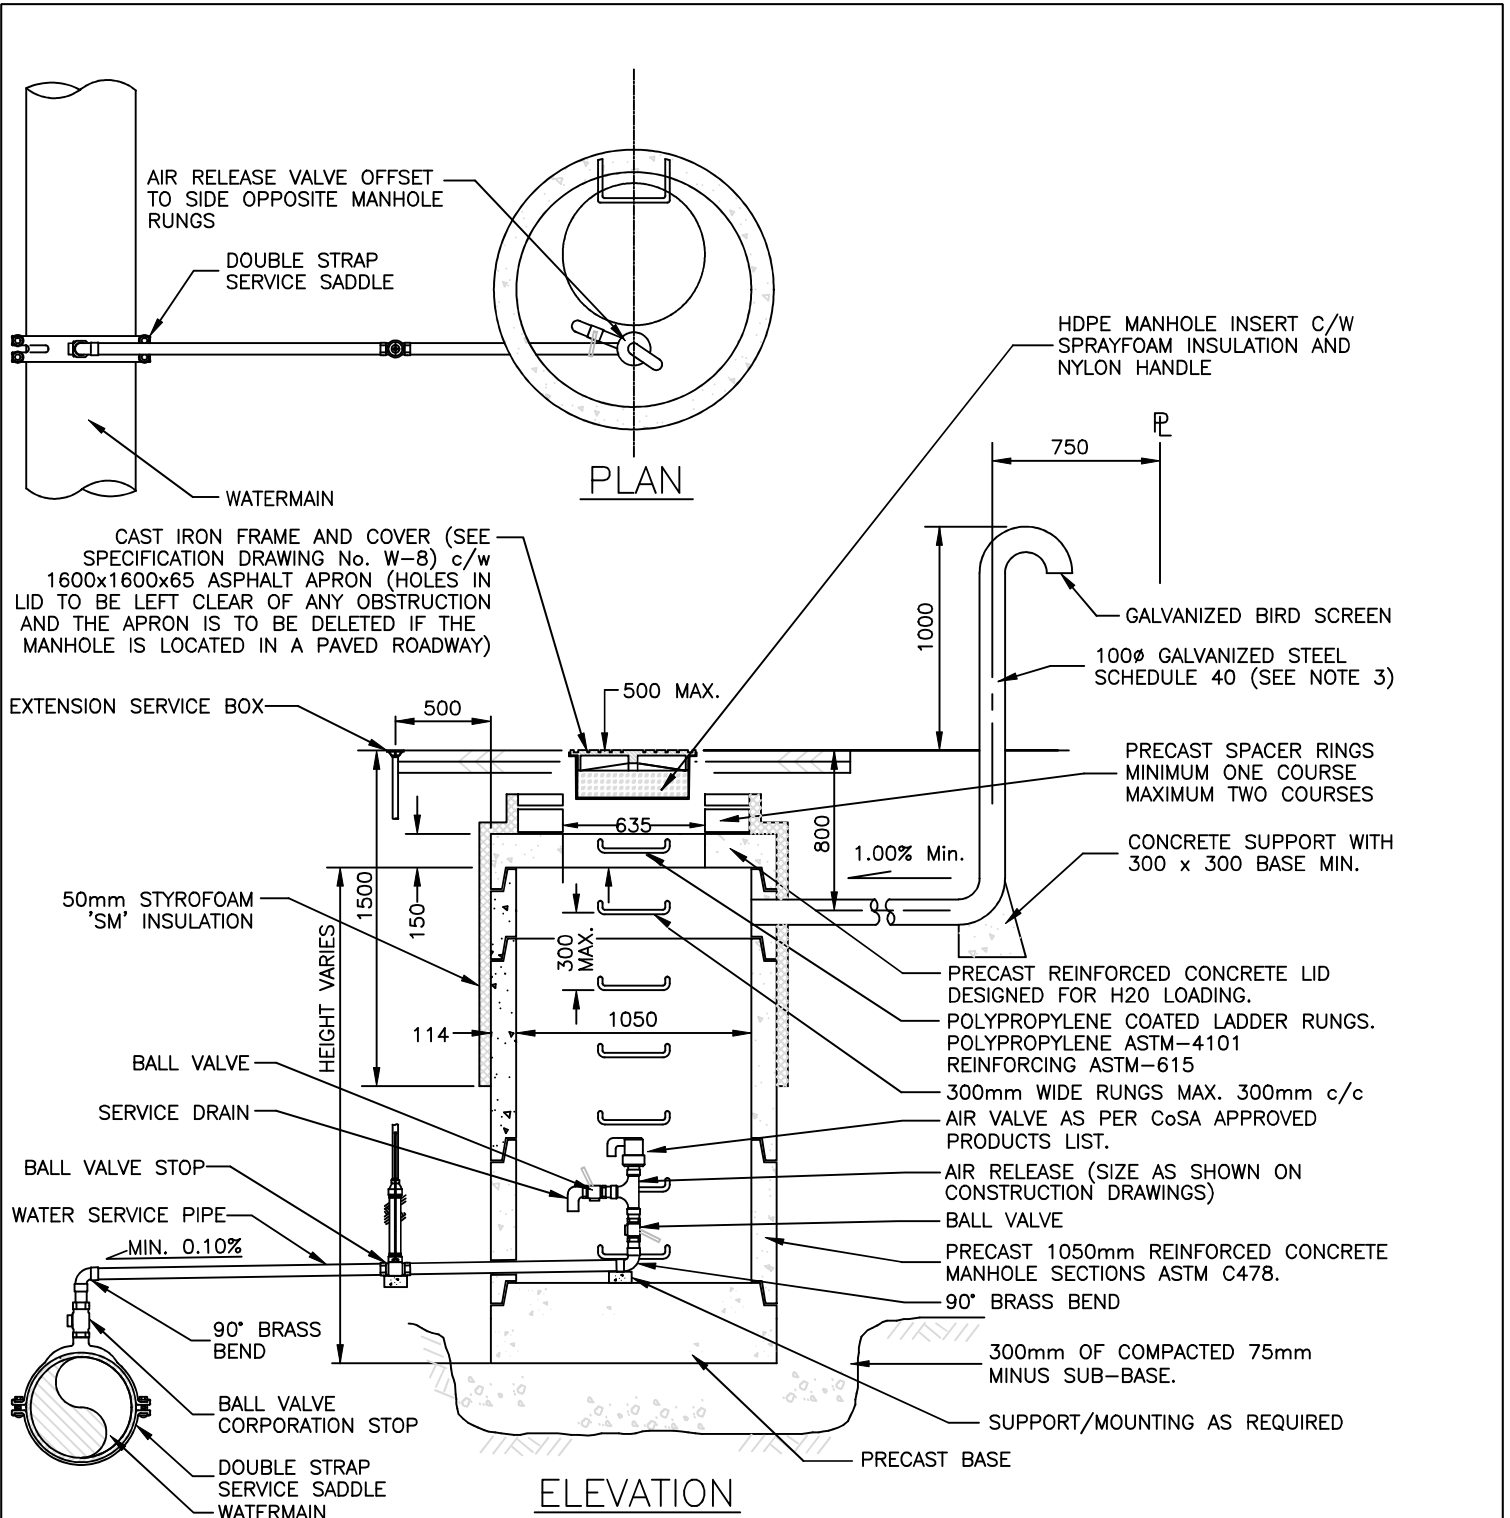 AIR RELEASE VALVE OFFSET
TO SIDE OPPOSITE MANHOLE
RUNGS
DOUBLE STRAP
SERVICE SADDLE
WATERMAIN
PLAN
HDPE MANHOLE INSERT C/W
SPRAYFOAM INSULATION AND
NYLON HANDLE
PL
750
CAST IRON FRAME AND COVER (SEE
SPECIFICATION DRAWING No. W-8) c/w
1600x1600x65 ASPHALT APRON (HOLES IN
LID TO BE LEFT CLEAR OF ANY OBSTRUCTION
AND THE APRON IS TO BE DELETED IF THE
MANHOLE IS LOCATED IN A PAVED ROADWAY)
1000
GALVANIZED BIRD SCREEN
100ø GALVANIZED STEEL
SCHEDULE 40 (SEE NOTE 3)
EXTENSION SERVICE BOX
500
500 MAX.
PRECAST SPACER RINGS
MINIMUM ONE COURSE
MAXIMUM TWO COURSES
635
800
1.00% Min.
CONCRETE SUPPORT WITH
300 x 300 BASE MIN.
50mm STYROFOAM
'SM' INSULATION
1500
150
HEIGHT VARIES
300
MAX.
114
1050
PRECAST REINFORCED CONCRETE LID
DESIGNED FOR H20 LOADING.
POLYPROPYLENE COATED LADDER RUNGS.
POLYPROPYLENE ASTM-4101
REINFORCING ASTM-615
300mm WIDE RUNGS MAX. 300mm c/c
AIR VALVE AS PER CoSA APPROVED
PRODUCTS LIST.
AIR RELEASE (SIZE AS SHOWN ON
CONSTRUCTION DRAWINGS)
BALL VALVE
PRECAST 1050mm REINFORCED CONCRETE
MANHOLE SECTIONS ASTM C478.
90° BRASS BEND
300mm OF COMPACTED 75mm
MINUS SUB-BASE.
SUPPORT/MOUNTING AS REQUIRED
PRECAST BASE
BALL VALVE
SERVICE DRAIN
BALL VALVE STOP
WATER SERVICE PIPE
MIN. 0.10%
90° BRASS
BEND
BALL VALVE
CORPORATION STOP
DOUBLE STRAP
SERVICE SADDLE
WATERMAIN
ELEVATION